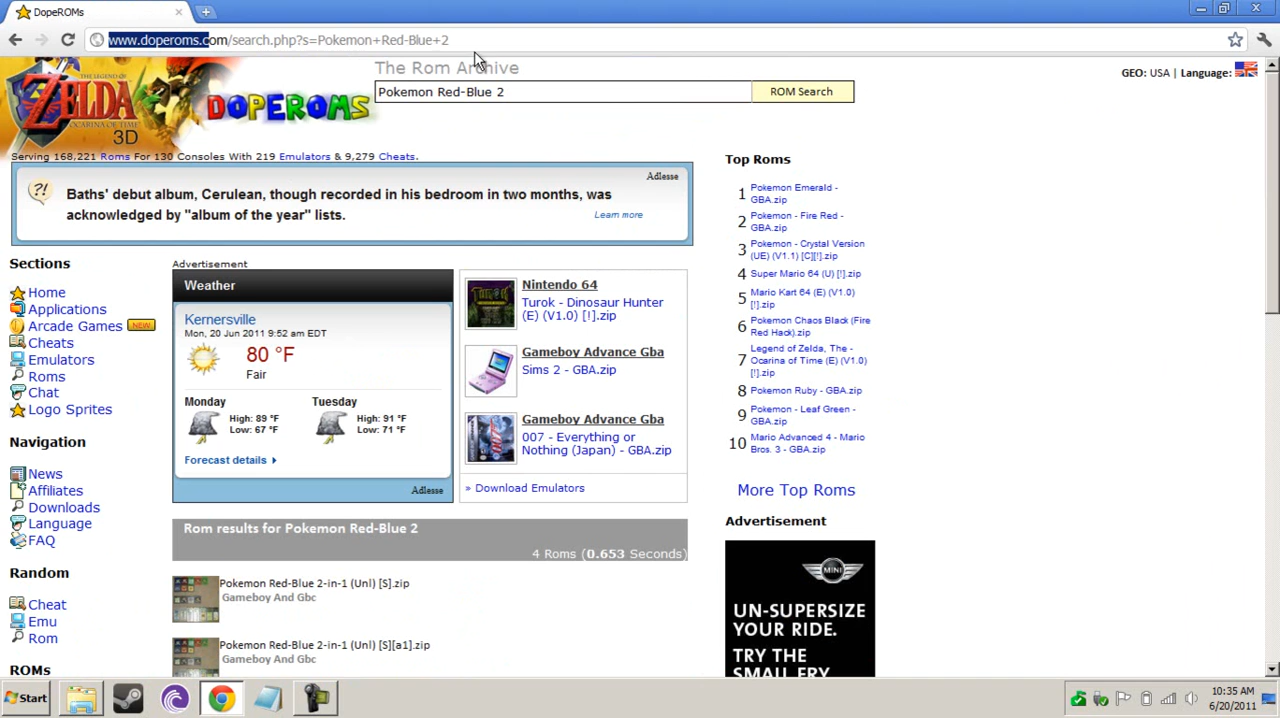 DopeROMs
www.doperoms.com/search.php?s=Pokemon+Red-Blue+2
THE LEGEND OF
ZELDA
OCARINA OF TIME
3D
DOPEROMS
The Rom Archive
Pokemon Red-Blue 2
ROM Search
GEO: USA | Language:
Serving 168,221 Roms For 130 Consoles With 219 Emulators & 9,279 Cheats.
?!
Adlesse
Baths' debut album, Cerulean, though recorded in his bedroom in two months, was
acknowledged by "album of the year" lists.
Learn more
Sections
Home
Applications
Arcade Games NEW
Cheats
Emulators
Roms
Chat
Logo Sprites
Navigation
News
Affiliates
Downloads
Language
FAQ
Random
Cheat
Emu
Rom
ROMs
Advertisement
Weather
Kernersville
Mon, 20 Jun 2011 9:52 am EDT
80 °F
Fair
Monday
High: 89 °F
Low: 67 °F
Tuesday
High: 91 °F
Low: 71 °F
Forecast details
Adlesse
Nintendo 64
Turok - Dinosaur Hunter
(E) (V1.0) [!].zip
Gameboy Advance Gba
Sims 2 - GBA.zip
Gameboy Advance Gba
007 - Everything or
Nothing (Japan) - GBA.zip
» Download Emulators
Rom results for Pokemon Red-Blue 2
4 Roms (0.653 Seconds)
Pokemon Red-Blue 2-in-1 (Unl) [S].zip
Gameboy And Gbc
Pokemon Red-Blue 2-in-1 (Unl) [S][a1].zip
Gameboy And Gbc
Top Roms
1 Pokemon Emerald -
GBA.zip
2 Pokemon - Fire Red -
GBA.zip
3 Pokemon - Crystal Version
(UE) (V1.1) [C][!].zip
4 Super Mario 64 (U) [!].zip
5 Mario Kart 64 (E) (V1.0)
[!].zip
6 Pokemon Chaos Black (Fire
Red Hack).zip
7 Legend of Zelda, The -
Ocarina of Time (E) (V1.0)
[!].zip
8 Pokemon Ruby - GBA.zip
9 Pokemon - Leaf Green -
GBA.zip
10 Mario Advanced 4 - Mario
Bros. 3 - GBA.zip
More Top Roms
Advertisement
MINI
UN-SUPERSIZE
YOUR RIDE.
TRY THE
SMALL FRY
Start
10:35 AM
6/20/2011